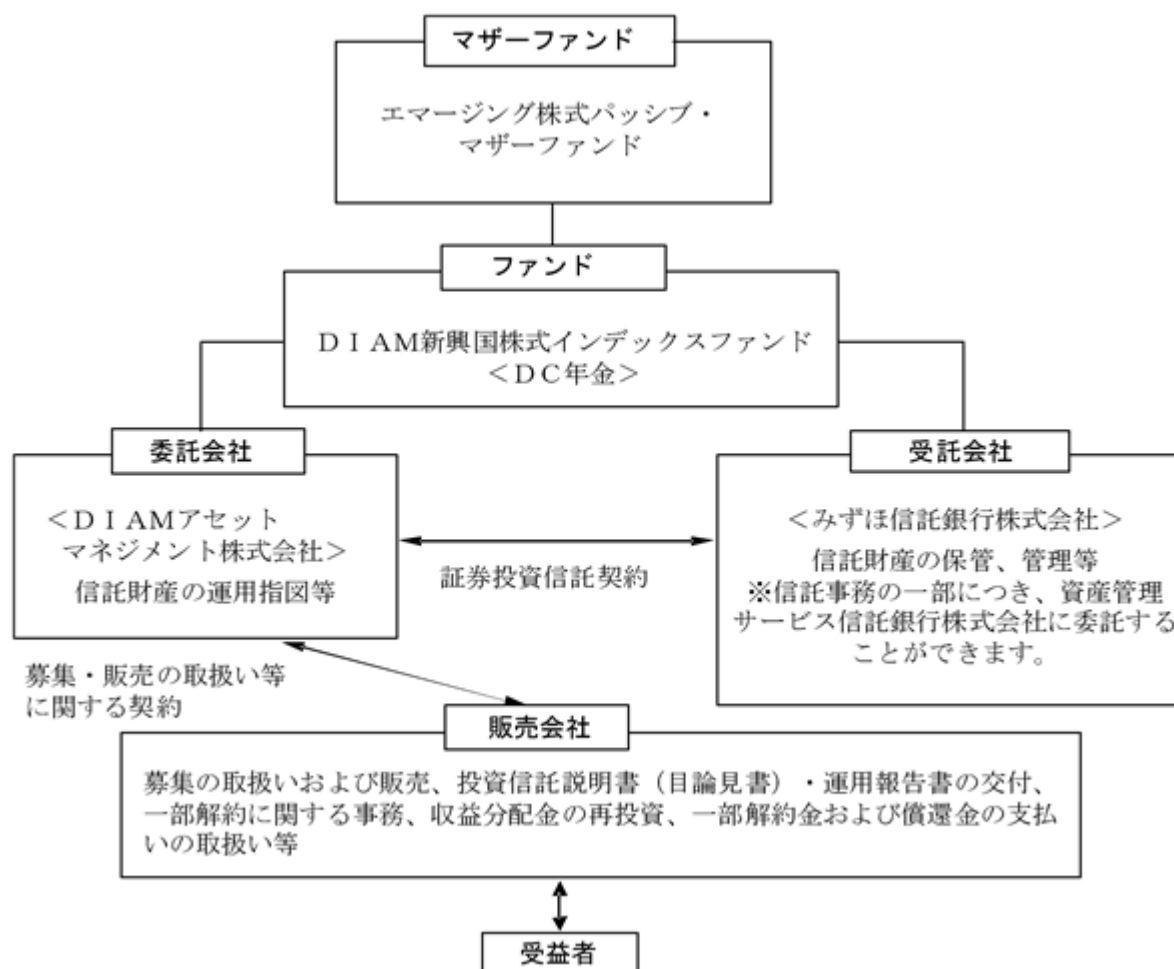 マザーファンド
エマージング株式パッシブ・
マザーファンド
ファンド
ＤＩＡＭ新興国株式インデックスファンド
＜ＤＣ年金＞
委託会社
＜ＤＩＡＭアセット
マネジメント株式会社＞
信託財産の運用指図等
証券投資信託契約
受託会社
＜みずほ信託銀行株式会社＞
信託財産の保管、管理等
※信託事務の一部につき、資産管理
サービス信託銀行株式会社に委託する
ことができます。
募集・販売の取扱い等
に関する契約
販売会社
募集の取扱いおよび販売、投資信託説明書（目論見書）・運用報告書の交付、
一部解約に関する事務、収益分配金の再投資、一部解約金および償還金の支払
いの取扱い等
受益者